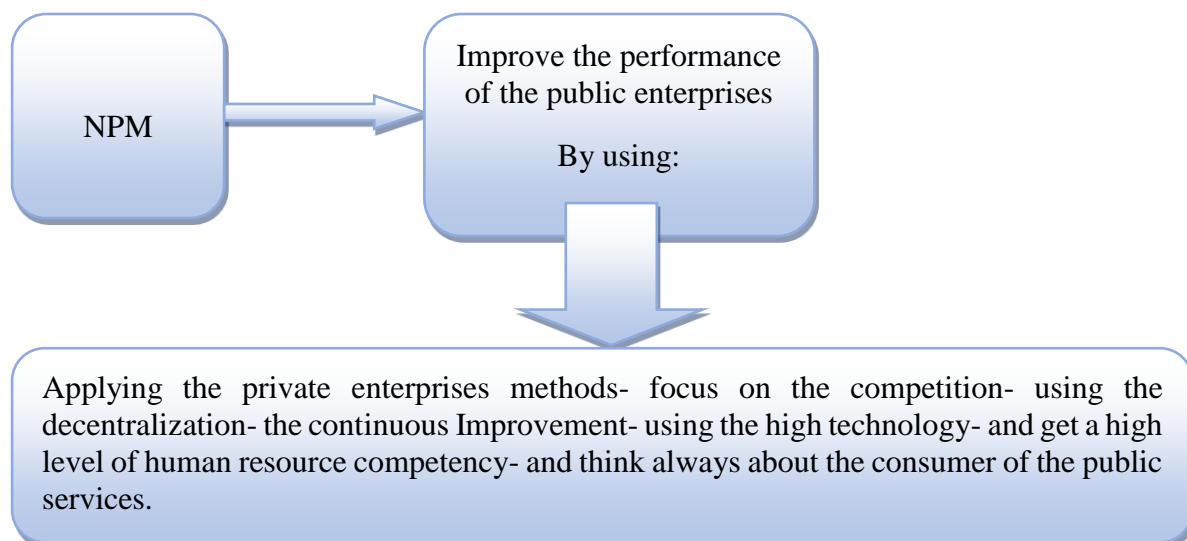 NPM
Improve the performance
of the public enterprises
By using:
Applying the private enterprises methods- focus on the competition- using the
decentralization- the continuous Improvement- using the high technology- and get a high
level of human resource competency- and think always about the consumer of the public
services.